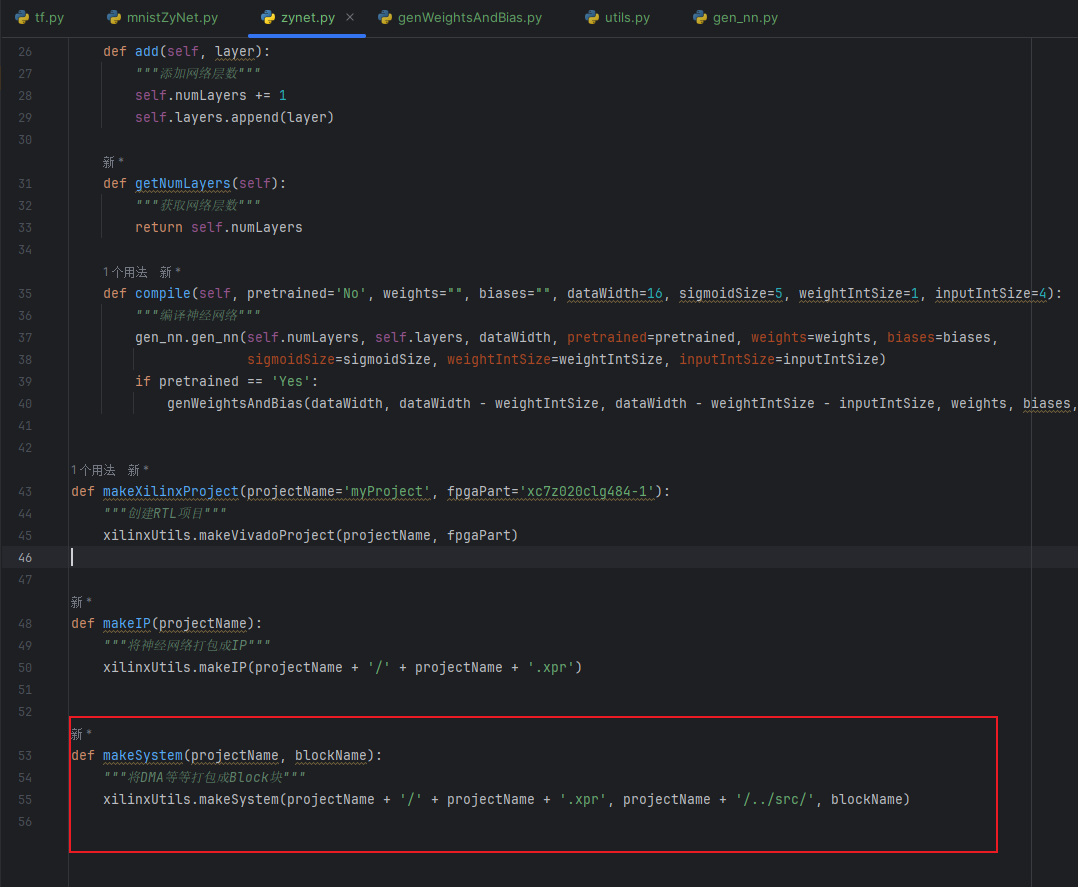 tf.py mnistZyNet.py zynet.py × genWeightsAndBias.py utils.py gen_nn.py
26 def add(self, layer):
27 """添加网络层数"""
28 self.numLayers += 1
29 self.layers.append(layer)
30
新 *
31 def getNumLayers(self):
32 """获取网络层数"""
33 return self.numLayers
34
1 个用法 新 *
35 def compile(self, pretrained='No', weights="", biases="", dataWidth=16, sigmoidSize=5, weightIntSize=1, inputIntSize=4):
36 """编译神经网络"""
37 gen_nn.gen_nn(self.numLayers, self.layers, dataWidth, pretrained=pretrained, weights=weights, biases=biases,
38 sigmoidSize=sigmoidSize, weightIntSize=weightIntSize, inputIntSize=inputIntSize)
39 if pretrained == 'Yes':
40 genWeightsAndBias(dataWidth, dataWidth - weightIntSize, dataWidth - weightIntSize - inputIntSize, weights, biases,
41
42
1 个用法 新 *
43 def makeXilinxProject(projectName='myProject', fpgaPart='xc7z020clg484-1'):
44 """创建RTL项目"""
45 xilinxUtils.makeVivadoProject(projectName, fpgaPart)
46
47
新 *
48 def makeIP(projectName):
49 """将神经网络打包成IP"""
50 xilinxUtils.makeIP(projectName + '/' + projectName + '.xpr')
51
52
新 *
53 def makeSystem(projectName, blockName):
54 """将DMA等等打包成Block块"""
55 xilinxUtils.makeSystem(projectName + '/' + projectName + '.xpr', projectName + '/../src/', blockName)
56